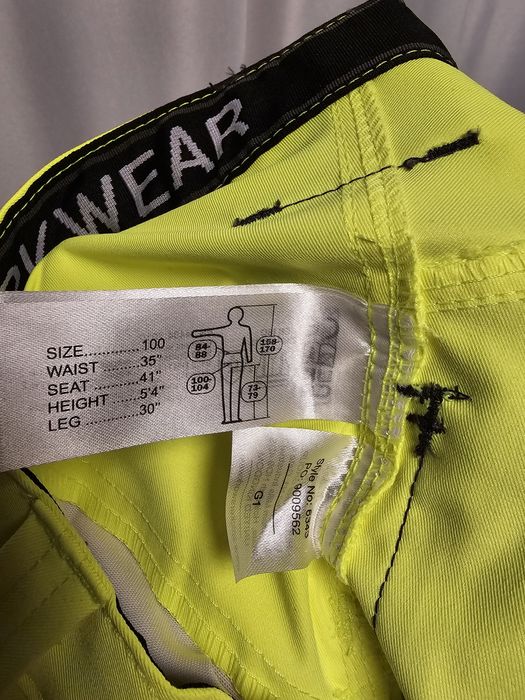 RKWEAR
SIZE..............100
WAIST...........35"
SEAT.............41"
HEIGHT.........5'4"
LEG...............30"
84-
88
158-
170
100-
104
73-
79
Style No:
PO: 9009562
G1